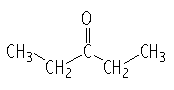 O
CH₃ C CH₃
CH₂ CH₂